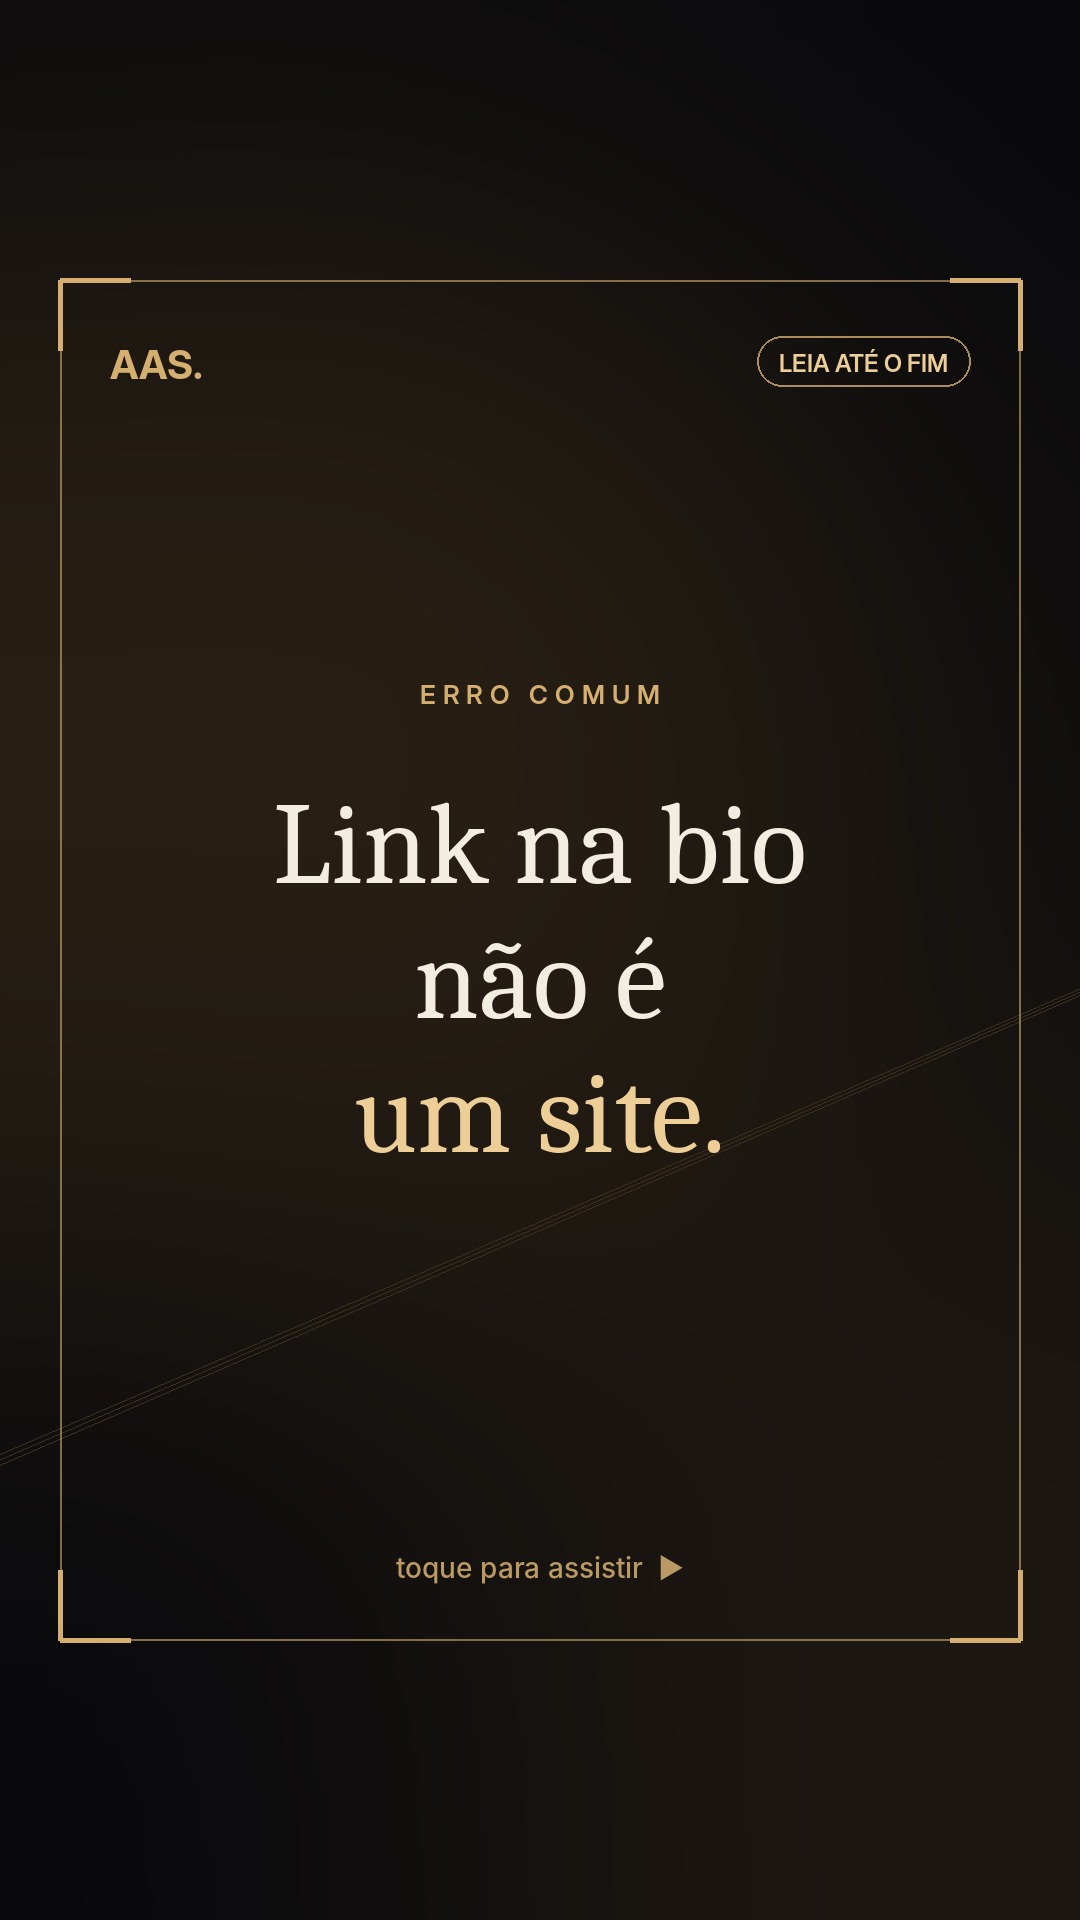 AAS.
LEIA ATÉ O FIM
ERRO COMUM
Link na bio
não é
um site.
toque para assistir